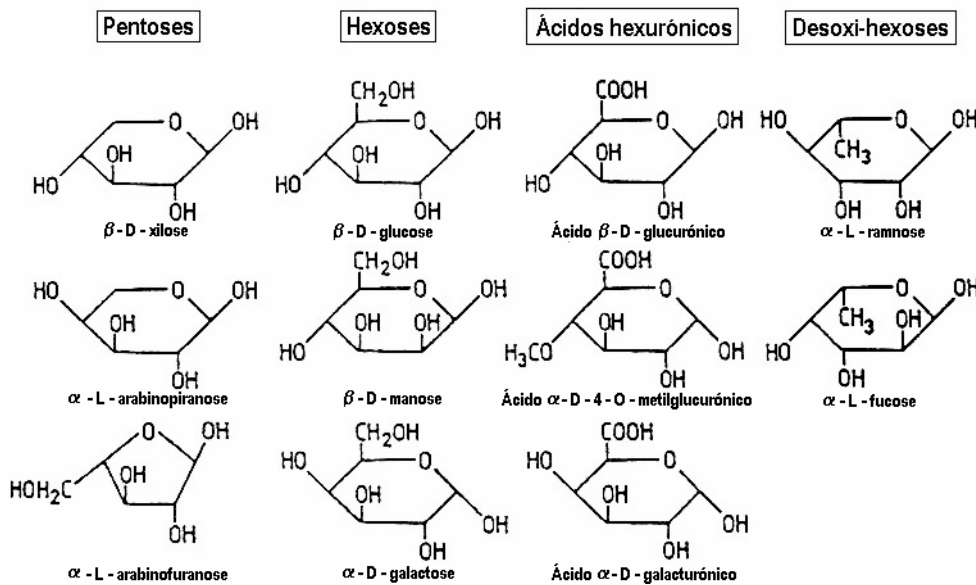 Pentoses
Hexoses
Ácidos hexurónicos
Desoxi-hexoses
O
OH
OH
HO
OH
β - D - xilose
CH₂OH
O
OH
OH
HO
OH
β - D - glucose
COOH
O
OH
OH
HO
OH
Ácido β - D - glucurónico
HO
O
OH
CH₃
OH
OH
α - L - ramnose
HO
O
OH
OH
OH
α - L - arabinopiranose
CH₂OH
O
OH
OH
OH
HO
β - D - manose
COOH
O
OH
H₃CO
OH
OH
Ácido α - D - 4 - O - metilglucurónico
HO
O
OH
CH₃
OH
OH
α - L - fucose
O
OH
OH
HOH₂C
OH
α - L - arabinofuranose
CH₂OH
HO
O
OH
OH
OH
α - D - galactose
COOH
HO
O
OH
OH
OH
Ácido α - D - galacturónico